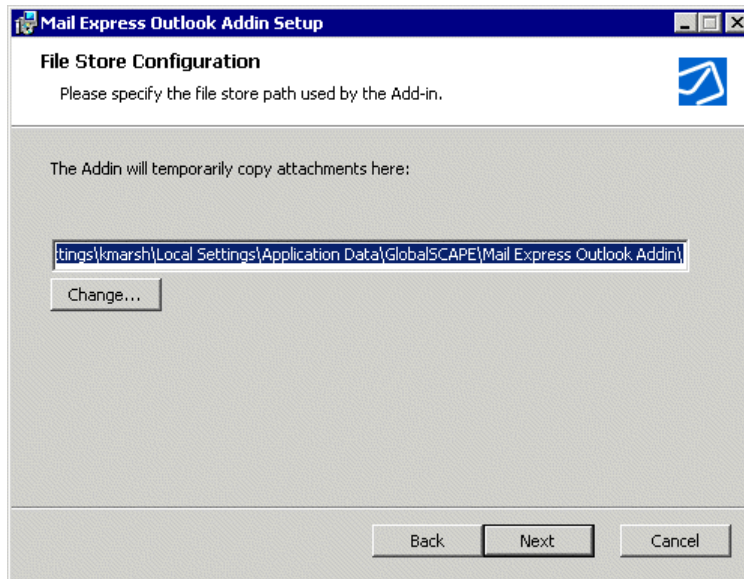 Mail Express Outlook Addin Setup
File Store Configuration
Please specify the file store path used by the Add-in.
The Addin will temporarily copy attachments here:
tings\kmarsh\Local Settings\Application Data\GlobalSCAPE\Mail Express Outlook Addin\
Change...
Back Next Cancel